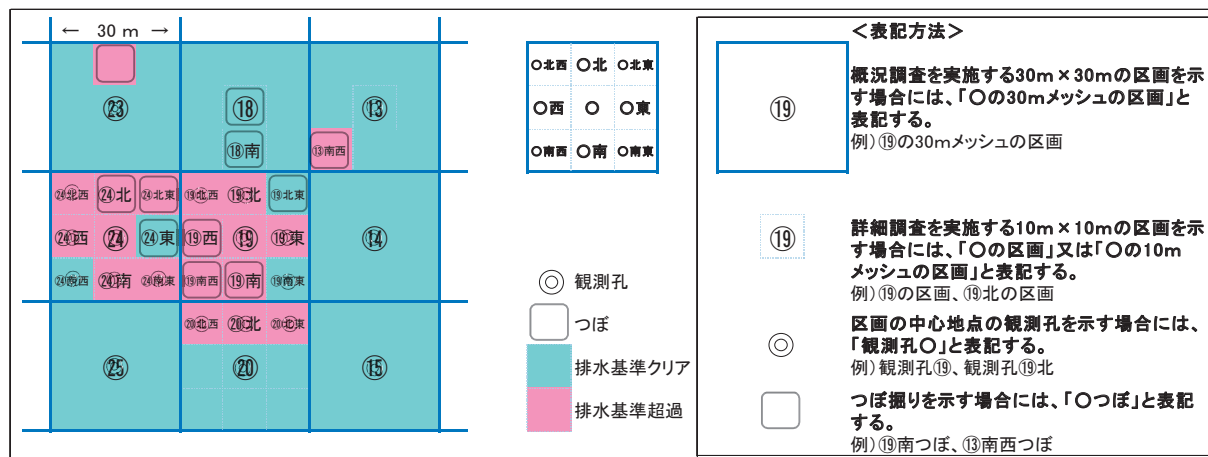 ← 30 m →
㉓
⑱
⑬
⑱南
⑬南西
㉔北西
㉔北
㉔北東
⑲北西
⑲北
⑲北東
㉔西
㉔
㉔東
⑲西
⑲
⑲東
⑭
㉔南西
㉔南
㉔南東
⑲南西
⑲南
⑲南東
⑳北西
⑳北
⑳北東
㉕
⑳
⑮
○北西 ○北 ○北東
○西 ○ ○東
○南西 ○南 ○南東
◎ 観測孔
つぼ
排水基準クリア
排水基準超過
<表記方法>
⑲
概況調査を実施する30m×30mの区画を示
す場合には、「○の30mメッシュの区画」と
表記する。
例)⑲の30mメッシュの区画
⑲
詳細調査を実施する10m×10mの区画を示
す場合には、「○の区画」又は「○の10m
メッシュの区画」と表記する。
例)⑲の区画、⑲北の区画
◎
区画の中心地点の観測孔を示す場合には、
「観測孔○」と表記する。
例)観測孔⑲、観測孔⑲北
つぼ掘りを示す場合には、「○つぼ」と表記
する。
例)⑲南つぼ、⑬南西つぼ